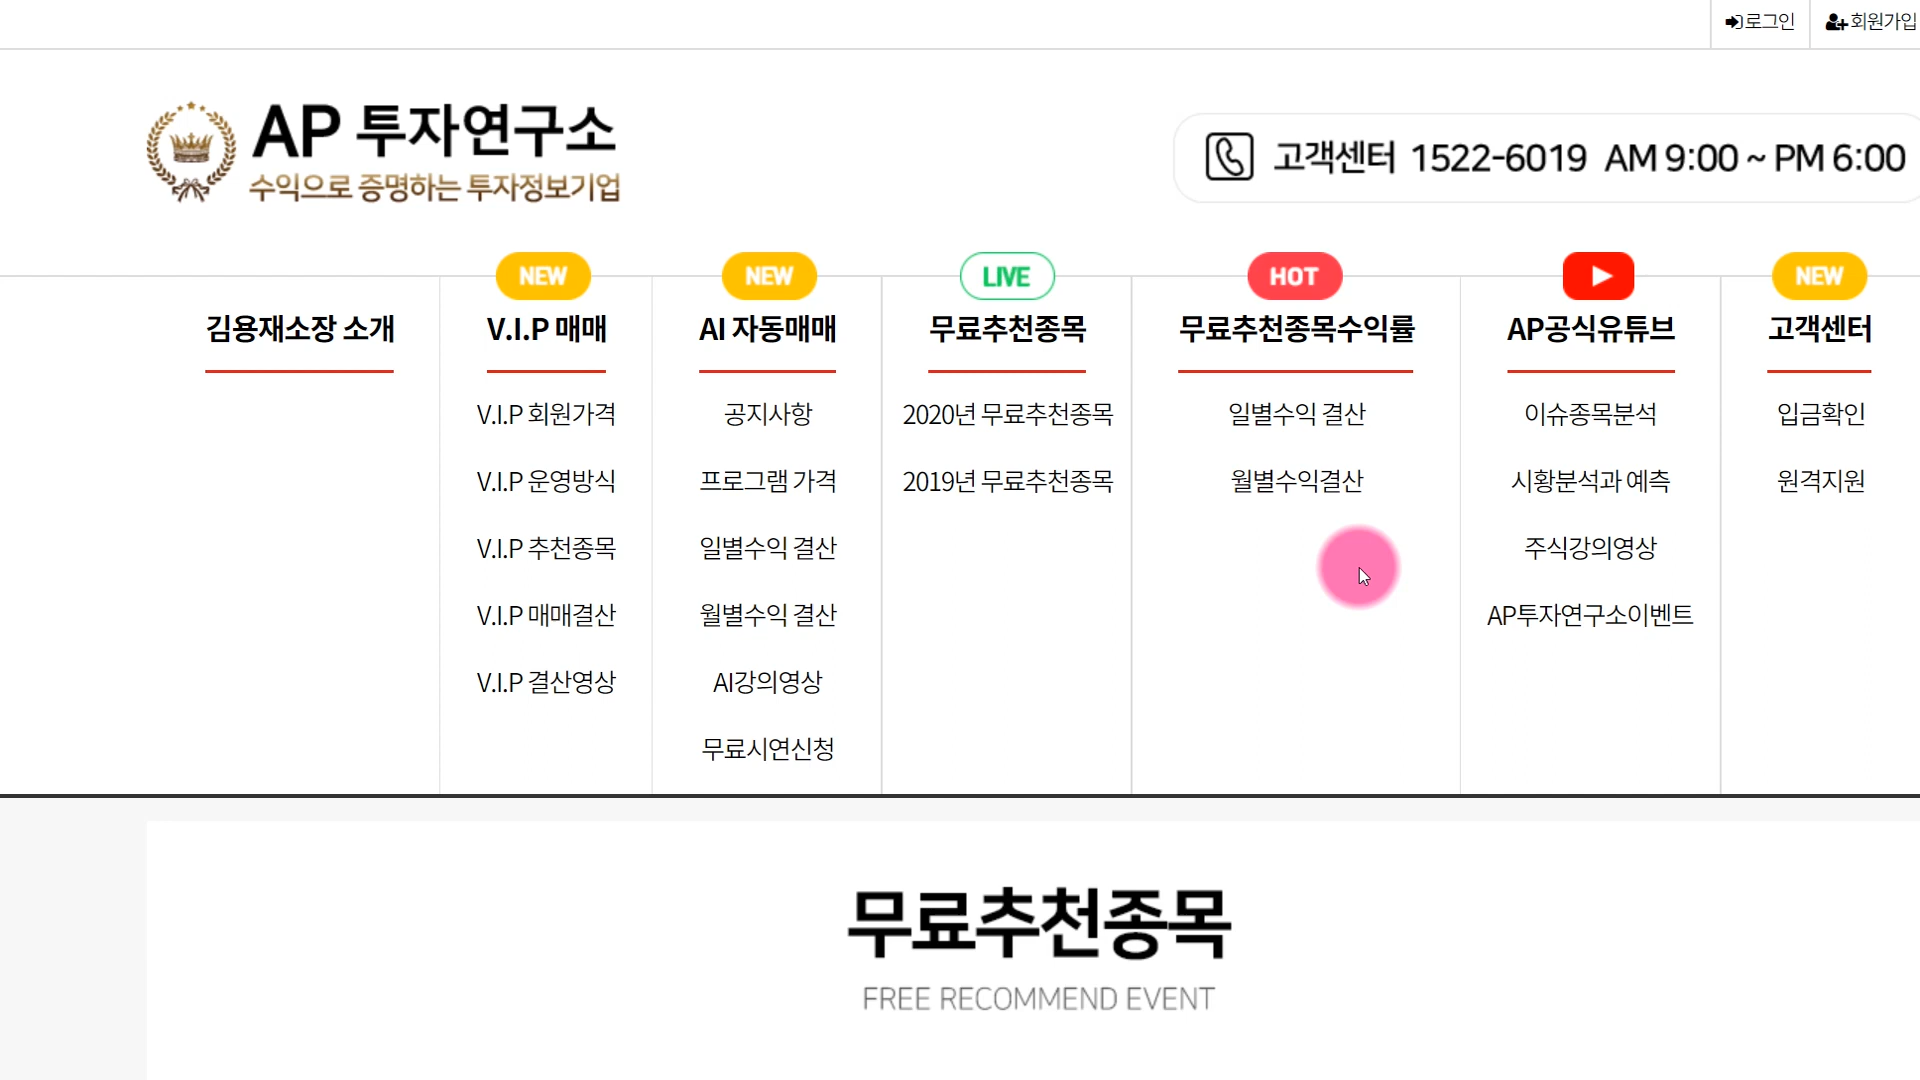 로그인 회원가입
AP 투자연구소
수익으로 증명하는 투자정보기업
고객센터 1522-6019 AM 9:00 ~ PM 6:00
NEW NEW LIVE HOT NEW
김용재소장 소개 V.I.P 매매 AI 자동매매 무료추천종목 무료추천종목수익률 AP공식유튜브 고객센터
V.I.P 회원가격 공지사항 2020년 무료추천종목 일별수익 결산 이슈종목분석 입금확인
V.I.P 운영방식 프로그램 가격 2019년 무료추천종목 월별수익결산 시황분석과 예측 원격지원
V.I.P 추천종목 일별수익 결산 주식강의영상
V.I.P 매매결산 월별수익 결산 AP투자연구소이벤트
V.I.P 결산영상 AI강의영상
무료시연신청
무료추천종목
FREE RECOMMEND EVENT